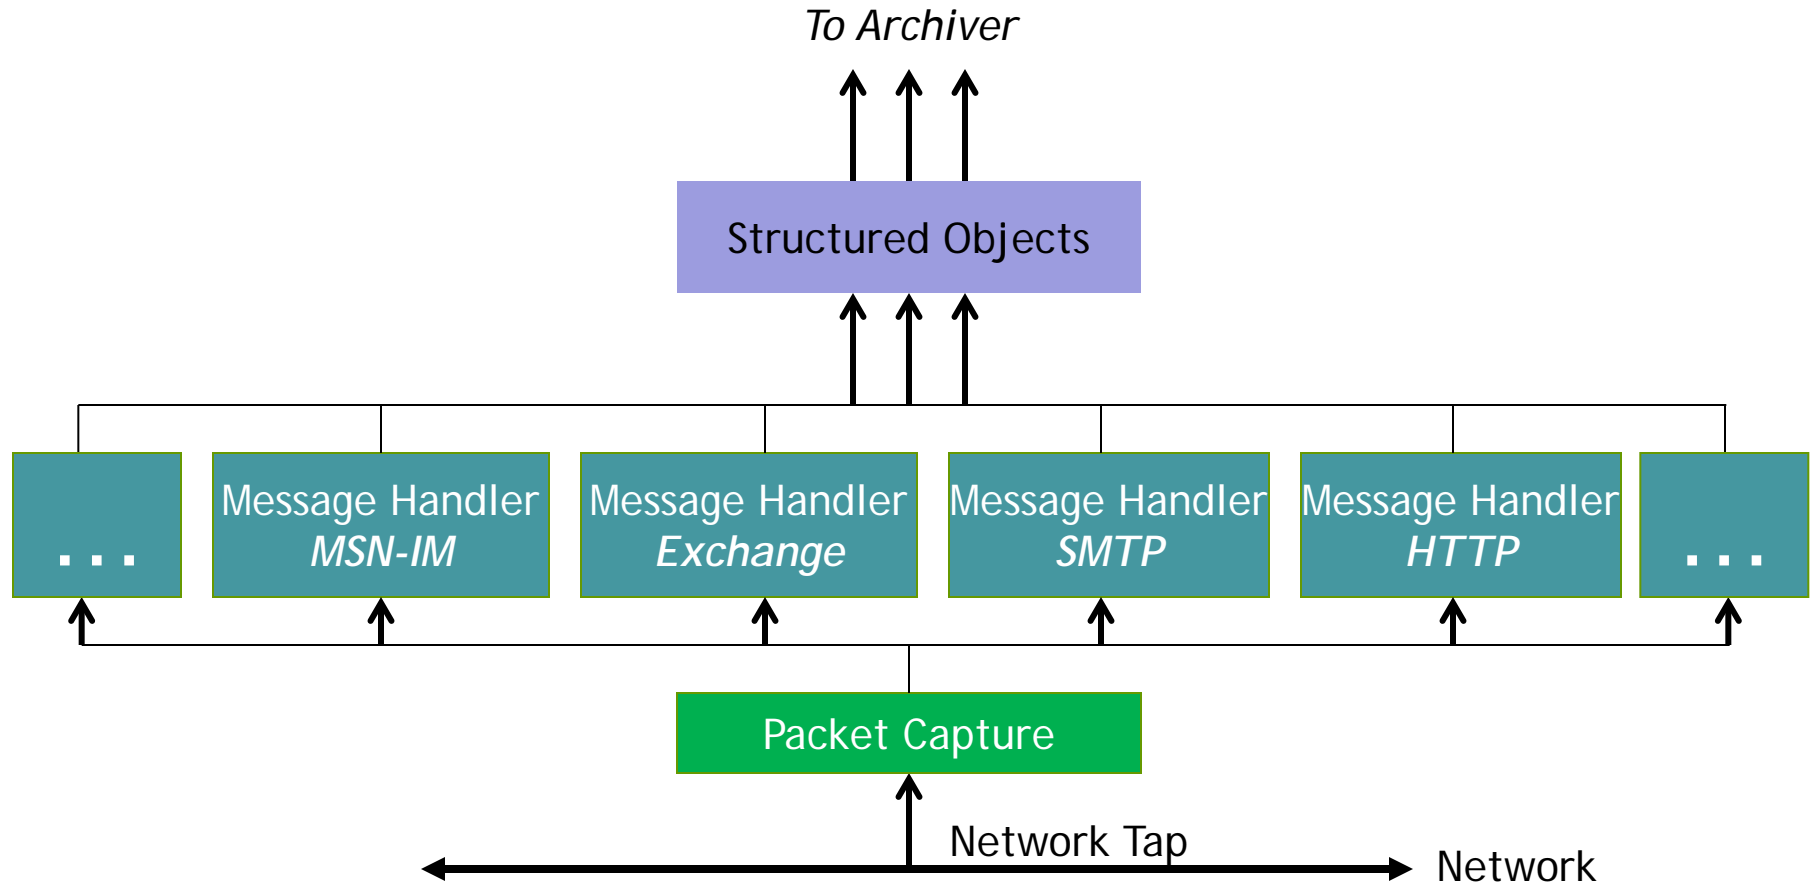 To Archiver
Structured Objects
...
Message Handler
MSN-IM
Message Handler
Exchange
Message Handler
SMTP
Message Handler
HTTP
...
Packet Capture
Network Tap
Network